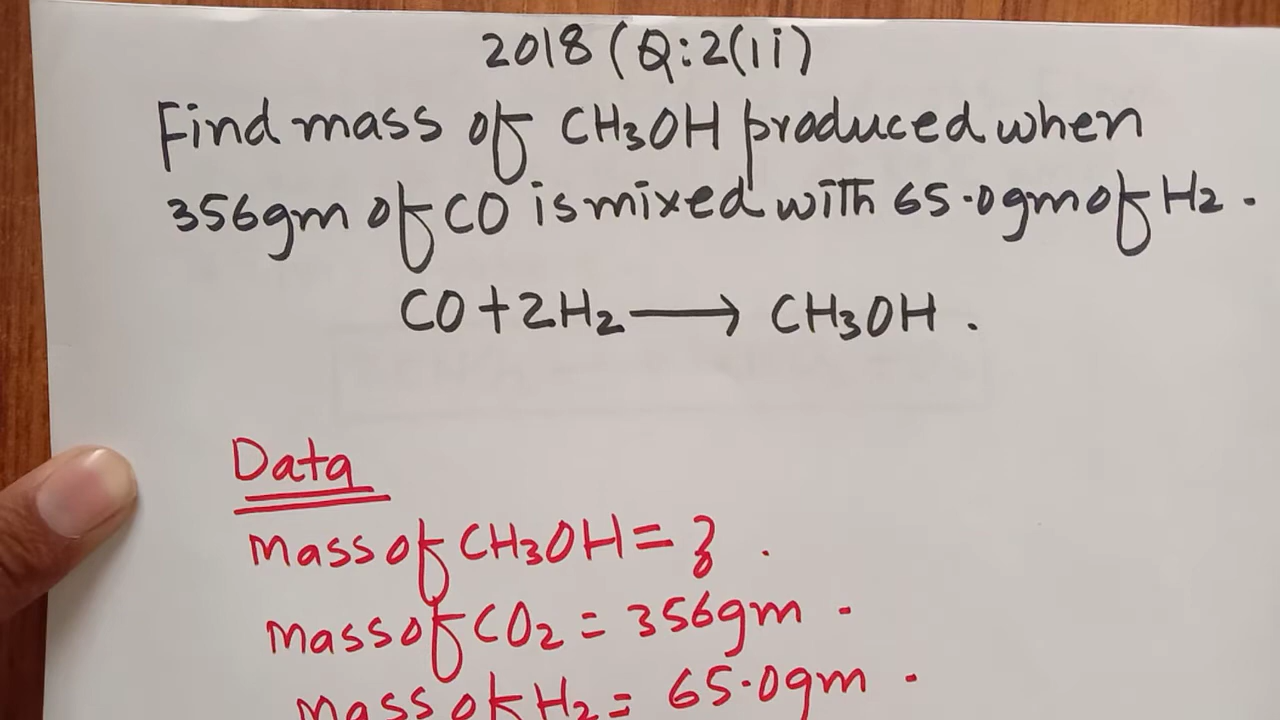 2018 (Q:2(ii)
Find mass of CH3OH produced when
356gm of CO is mixed with 65.0gm of H2.
CO+2H2⟶ CH3OH.
Data
mass of CH3OH = ?.
mass of CO2 = 356gm.
mass of H2 = 65.0gm.